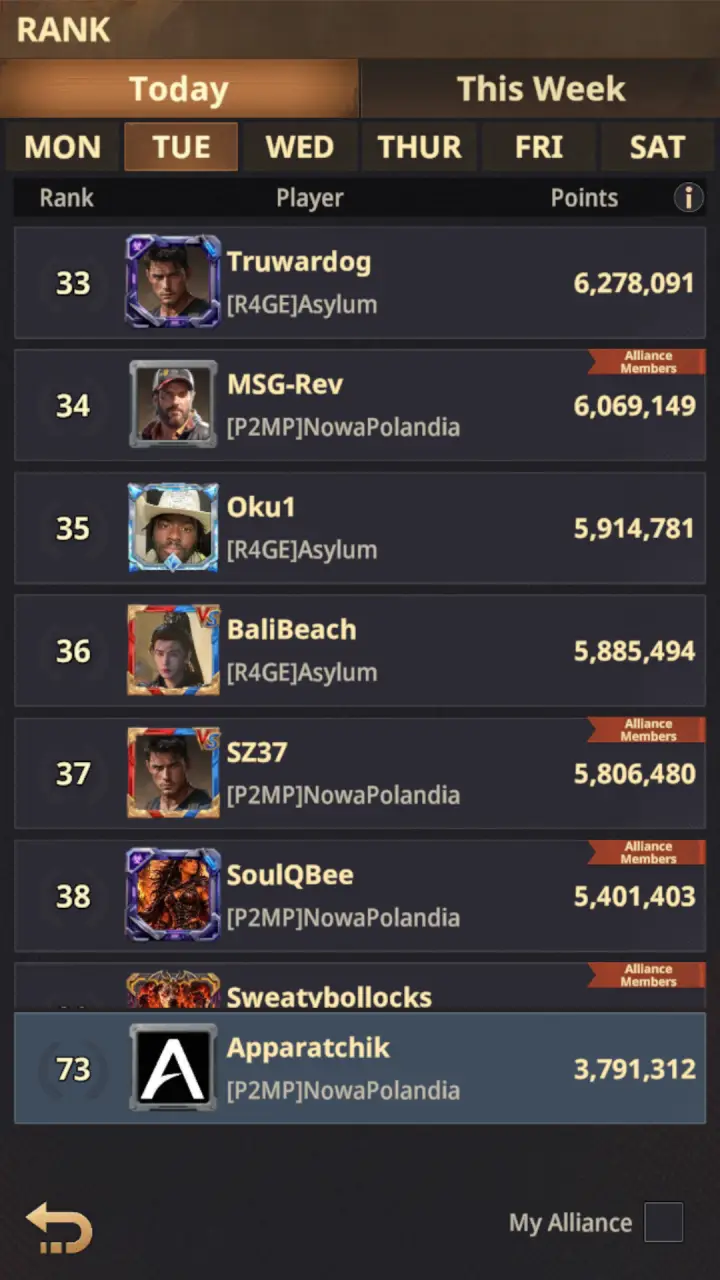 RANK
Today
This Week
MON TUE WED THUR FRI SAT
Rank Player Points i
33 Truwardog 6,278,091
[R4GE]Asylum
Alliance Members
34 MSG-Rev 6,069,149
[P2MP]NowaPolandia
35 Oku1 5,914,781
[R4GE]Asylum
VS
36 BaliBeach 5,885,494
[R4GE]Asylum
Alliance Members
VS
37 SZ37 5,806,480
[P2MP]NowaPolandia
Alliance Members
38 SoulQBee 5,401,403
[P2MP]NowaPolandia
Alliance Members
Sweatybollocks
73 Apparatchik 3,791,312
[P2MP]NowaPolandia
My Alliance